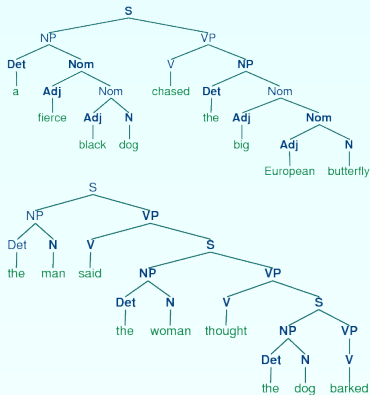 S
NP VP
Det Nom V NP
a Adj Nom chased Det Nom
fierce Adj N the Adj Nom
black dog big Adj N
European butterfly
S
NP VP
Det N V S
the man said NP VP
Det N V S
the woman thought NP VP
Det N V
the dog barked